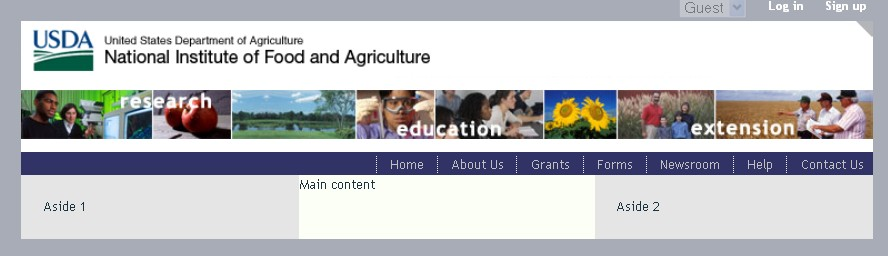 Guest Log in Sign up
USDA United States Department of Agriculture
National Institute of Food and Agriculture
research
education
extension
Home About Us Grants Forms Newsroom Help Contact Us
Main content
Aside 1 Aside 2